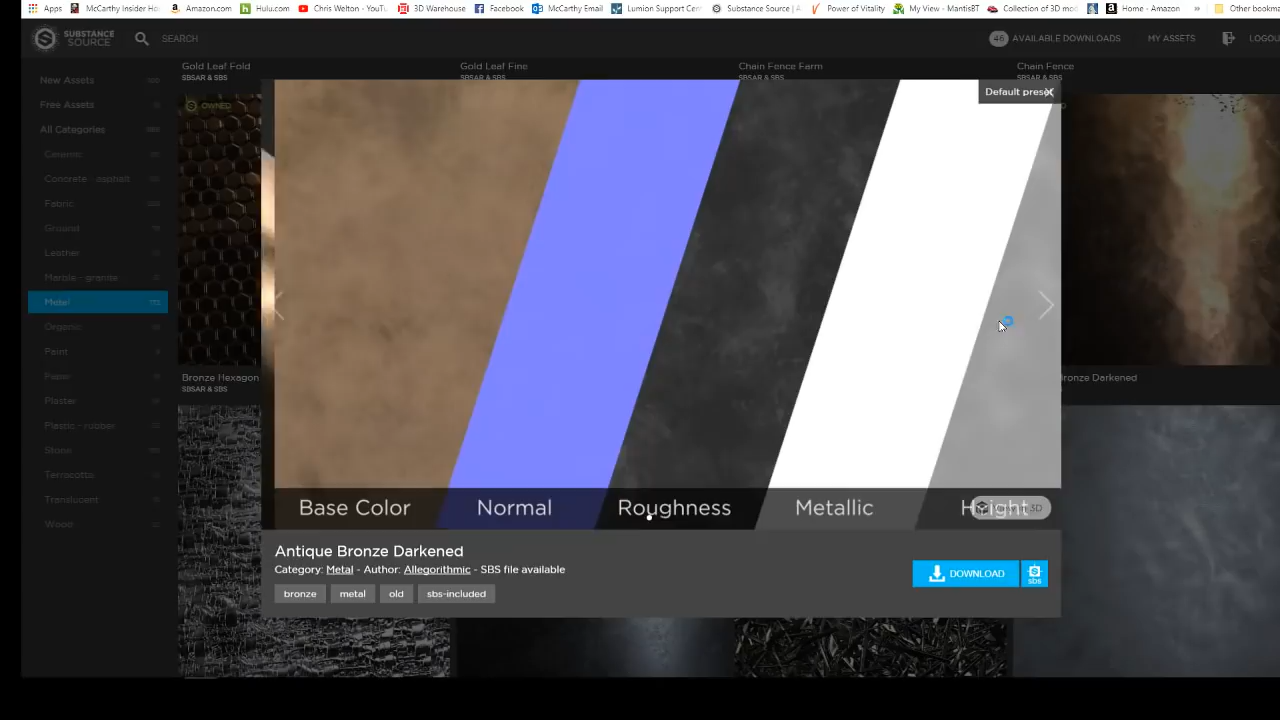 Apps McCarthy Insider Ho Amazon.com Hulu.com Chris Welton - YouTu 3D Warehouse Facebook McCarthy Email Lumion Support Cen Substance Source | A Power of Vitality My View - MantisBT Collection of 3D mod Home - Amazon » Other bookma
SUBSTANCE SOURCE SEARCH 46 AVAILABLE DOWNLOADS MY ASSETS LOGOU
Gold Leaf Fold Gold Leaf Fine Chain Fence Farm Chain Fence
SBSAR & SBS SBSAR & SBS SBSAR & SBS SBSAR & SBS
New Assets
Free Assets
OWNED
All Categories
Ceramic
Concrete - asphalt
Fabric
Ground
Leather
Marble - granite
Metal
Organic
Paint
Paper
Plaster
Plastic - rubber
Stone
Terracotta
Translucent
Wood
Default prese
Bronze Hexagon
SBSAR & SBS
ronze Darkened
Base Color Normal Roughness Metallic Height
3D
Antique Bronze Darkened
Category: Metal - Author: Allegorithmic - SBS file available
bronze metal old sbs-included
DOWNLOAD sbs